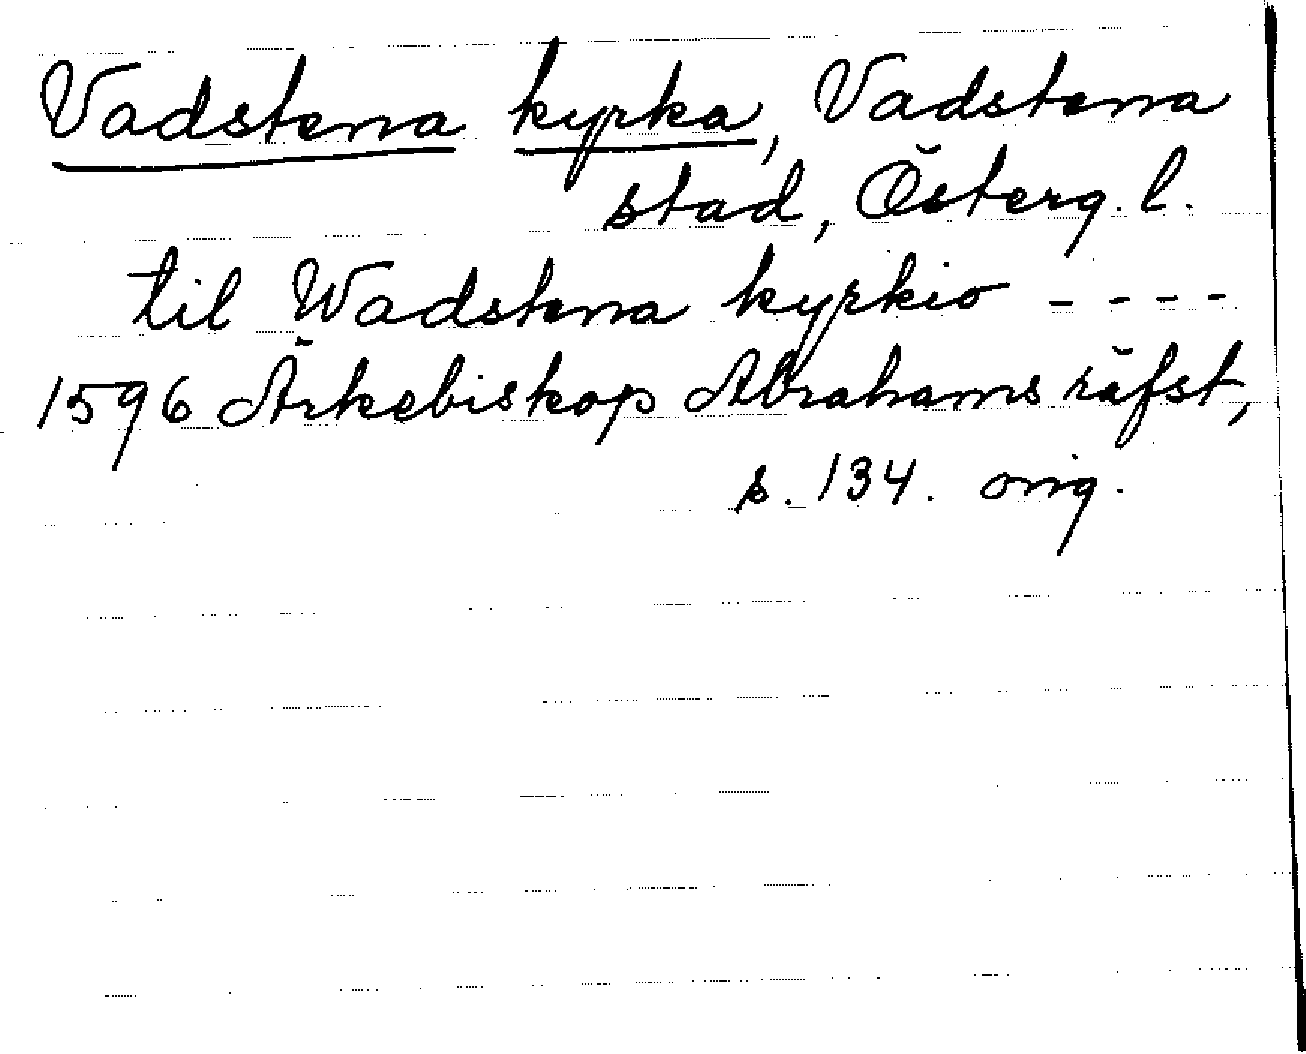 Vadstena kyrka, Vadstena
stad, Österg. l.
til Wadstena kyrkio - - - -
1596 Ärkebiskop Abrahams räfst,
s. 134. orig.